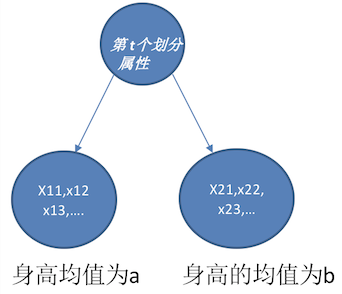 第t个划分
属性
X11,x12
x13,....
X21,x22,
x23,...
身高均值为a
身高的均值为b